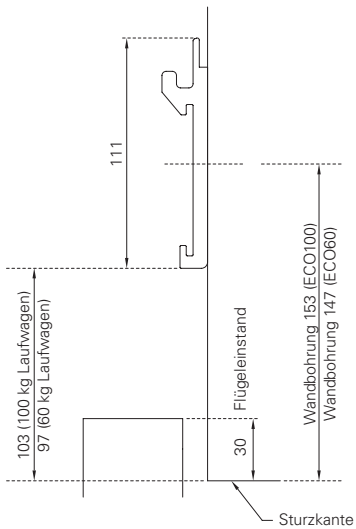 111
103 (100 kg Laufwagen)
97 (60 kg Laufwagen)
30
Flügeleinstand
Wandbohrung 153 (ECO100)
Wandbohrung 147 (ECO60)
Sturzkante